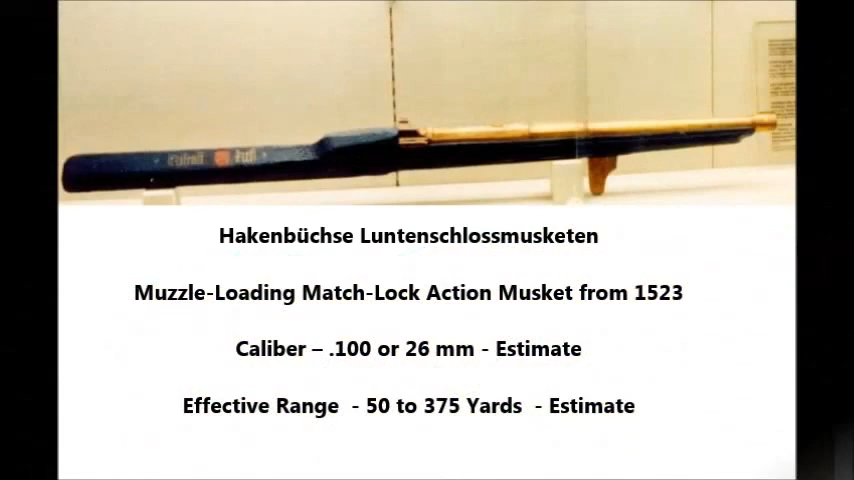 Hakenbüchse Luntenschlossmusketen
Muzzle-Loading Match-Lock Action Musket from 1523
Caliber – .100 or 26 mm - Estimate
Effective Range - 50 to 375 Yards - Estimate